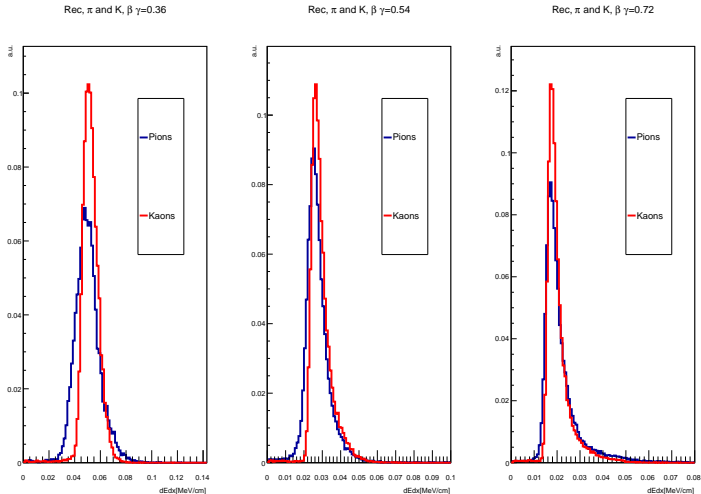 Rec, π and K, β γ=0.36
a.u.
0.1
0.08
0.06
0.04
0.02
0
0 0.02 0.04 0.06 0.08 0.1 0.12 0.14
dEdx[MeV/cm]
Pions
Kaons
Rec, π and K, β γ=0.54
a.u.
0.1
0.08
0.06
0.04
0.02
0
0 0.01 0.02 0.03 0.04 0.05 0.06 0.07 0.08 0.09 0.1
dEdx[MeV/cm]
Pions
Kaons
Rec, π and K, β γ=0.72
a.u.
0.12
0.1
0.08
0.06
0.04
0.02
0
0 0.01 0.02 0.03 0.04 0.05 0.06 0.07 0.08
dEdx[MeV/cm]
Pions
Kaons